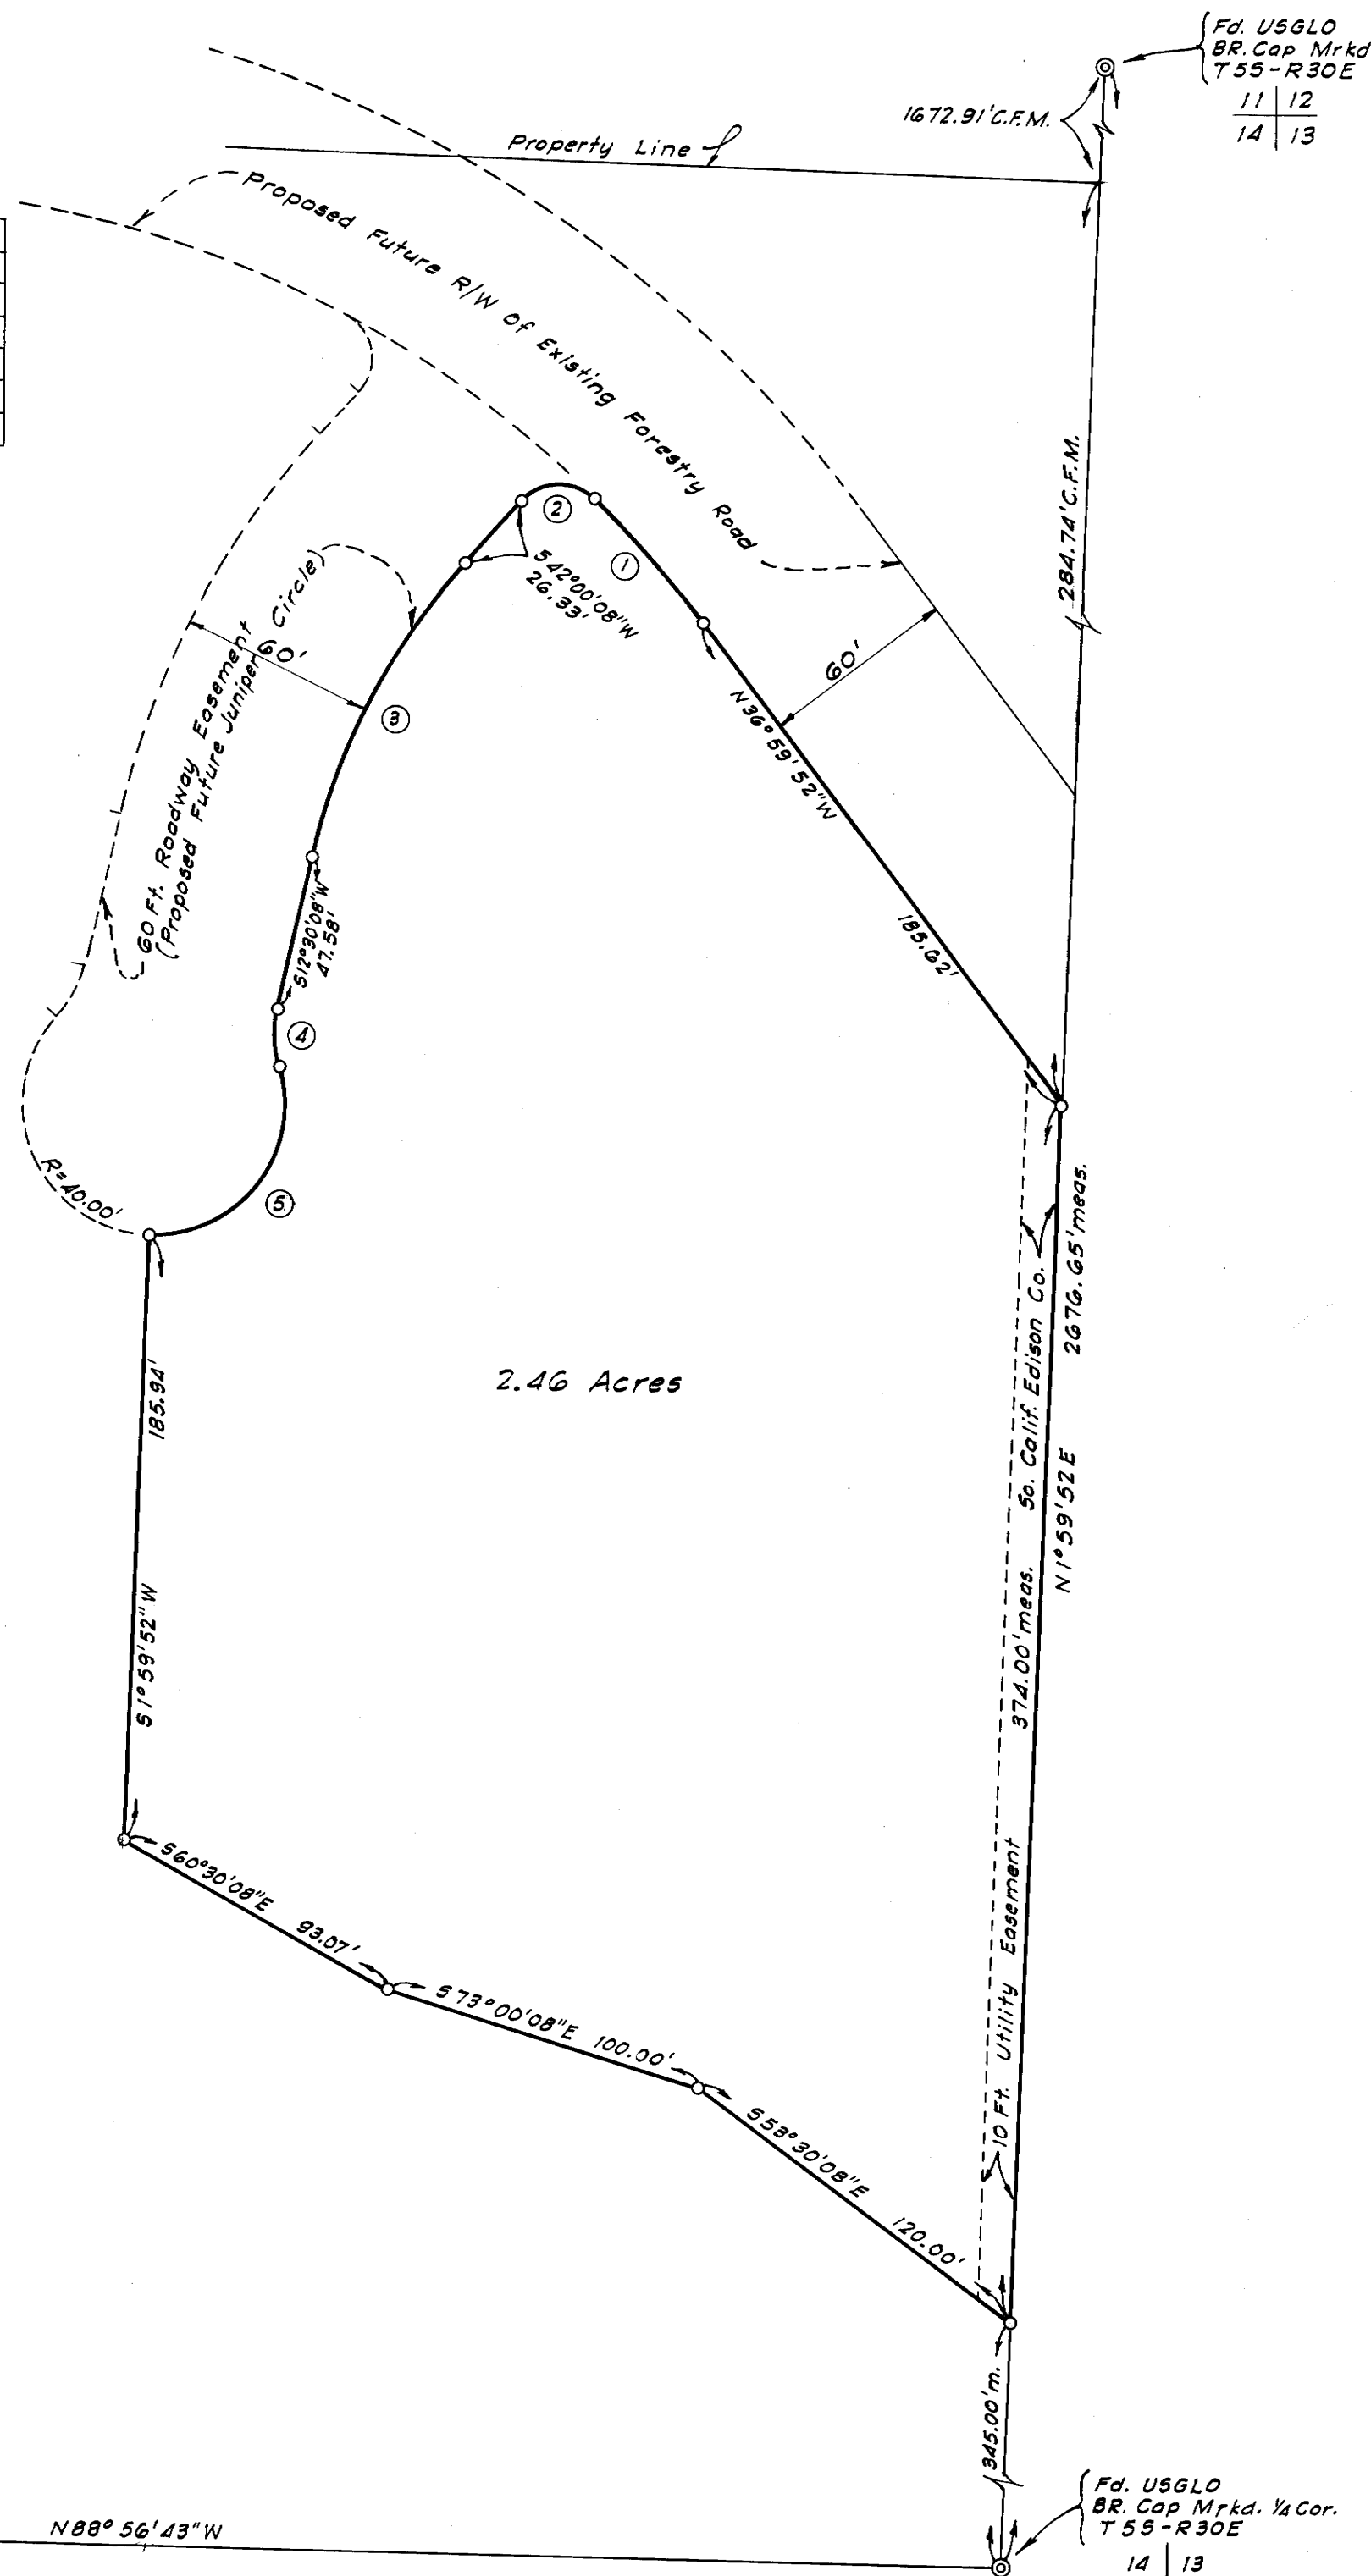 Fd. USGLO
BR. Cap Mrkd
T5S-R30E
11 12
14 13
1672.91' C.F.M.
Property Line
Proposed Future R/W of Existing Forestry Road
284.74' C.F.M.
2
1
S42°00'08"W
26.33'
60'
60'
3
60 Ft. Roadway Easement
(Proposed Future Juniper Circle)
N36°59'52"W
185.62'
S12°30'08"W
47.58'
4
R=40.00'
5
2676.65' meas.
N1°59'52E
So. Calif. Edison Co.
374.00' meas.
10 Ft. Utility Easement
2.46 Acres
185.94'
S1°59'52"W
S60°30'08"E
93.07'
S73°00'08"E 100.00'
S53°30'08"E
120.00'
345.00'm.
Fd. USGLO
BR. Cap Mrkd. 1/4 Cor.
T5S-R30E
14 13
N88°56'43"W